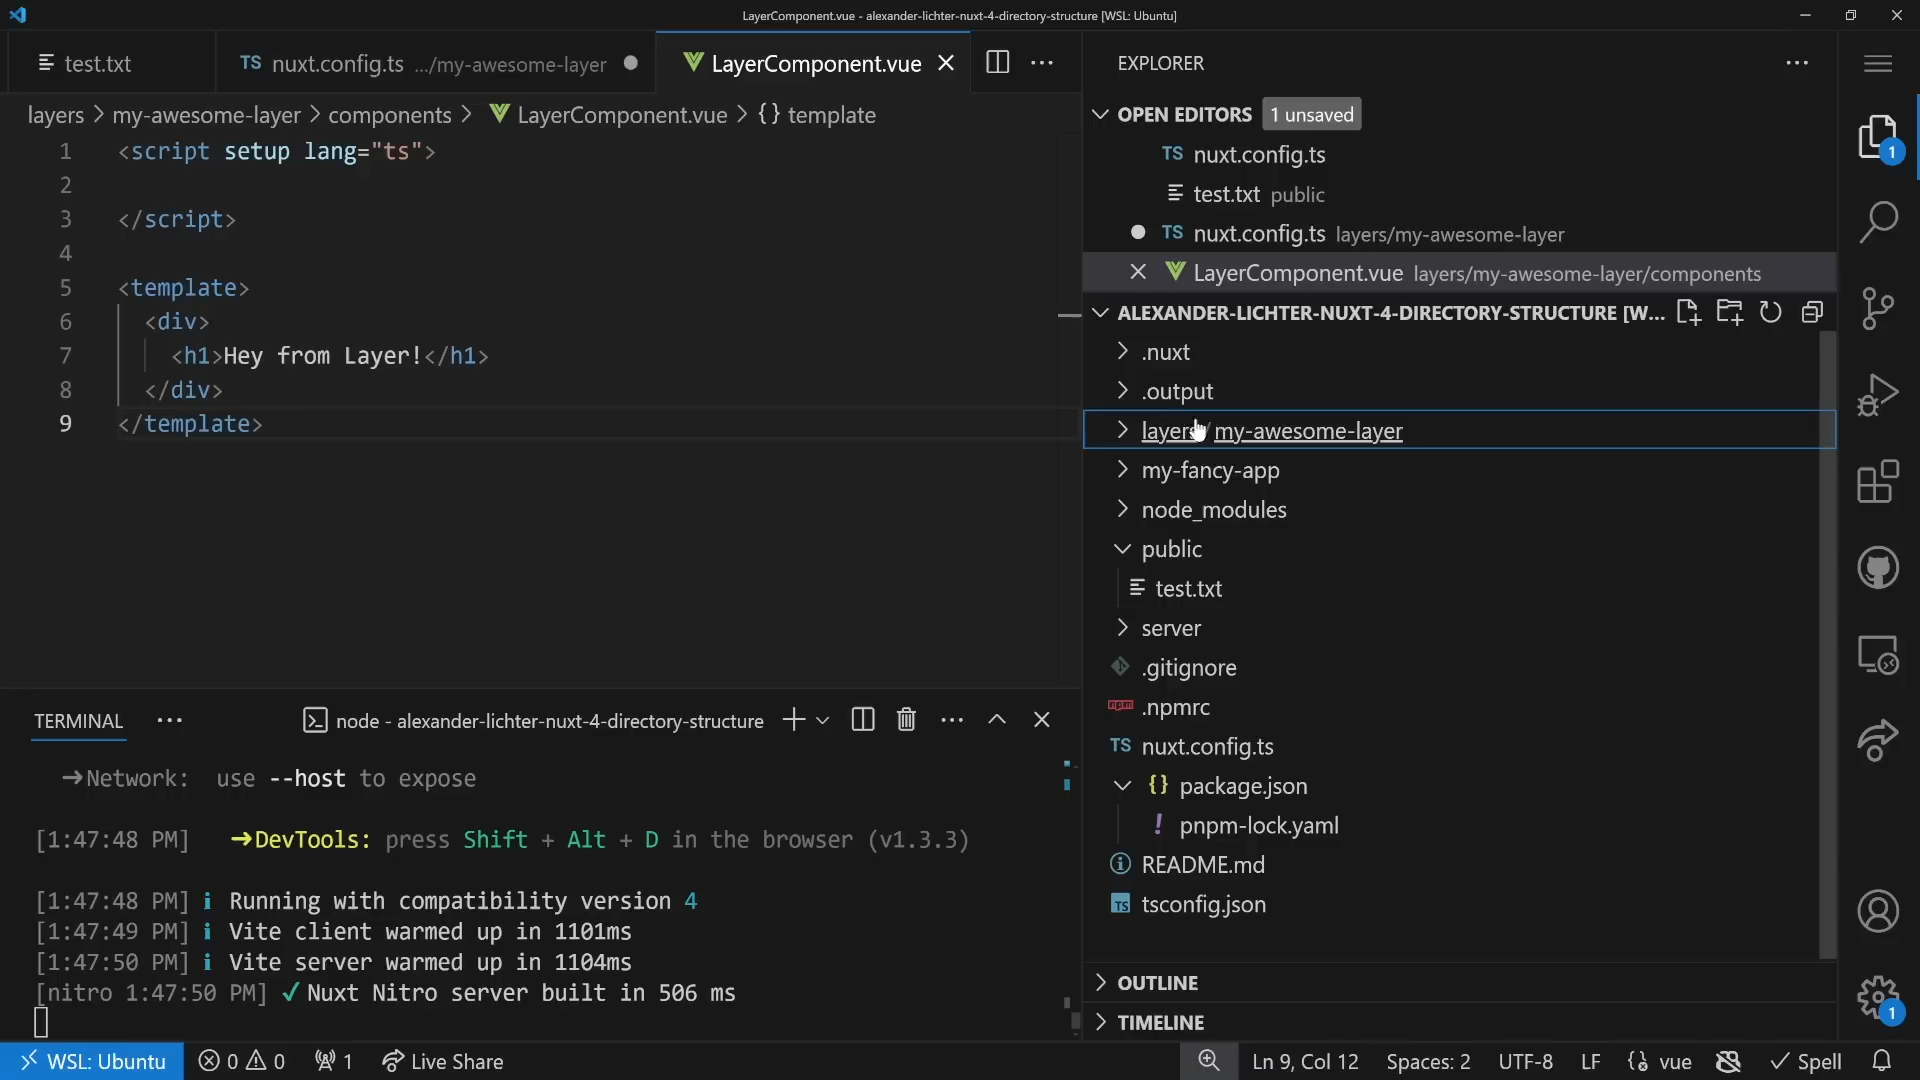 LayerComponent.vue - alexander-lichter-nuxt-4-directory-structure [WSL: Ubuntu]
test.txt
TS nuxt.config.ts .../my-awesome-layer
LayerComponent.vue
layers > my-awesome-layer > components > LayerComponent.vue > {} template
1 <script setup lang="ts">
2
3 </script>
4
5 <template>
6 <div>
7 <h1>Hey from Layer!</h1>
8 </div>
9 </template>
TERMINAL
node - alexander-lichter-nuxt-4-directory-structure
➜Network: use --host to expose
[1:47:48 PM] ➜DevTools: press Shift + Alt + D in the browser (v1.3.3)
[1:47:48 PM] i Running with compatibility version 4
[1:47:49 PM] i Vite client warmed up in 1101ms
[1:47:50 PM] i Vite server warmed up in 1104ms
[nitro 1:47:50 PM] ✓Nuxt Nitro server built in 506 ms
EXPLORER
OPEN EDITORS 1 unsaved
TS nuxt.config.ts
test.txt public
TS nuxt.config.ts layers/my-awesome-layer
LayerComponent.vue layers/my-awesome-layer/components
ALEXANDER-LICHTER-NUXT-4-DIRECTORY-STRUCTURE [W...
.nuxt
.output
layers / my-awesome-layer
my-fancy-app
node_modules
public
test.txt
server
.gitignore
npm .npmrc
TS nuxt.config.ts
{} package.json
! pnpm-lock.yaml
README.md
TS tsconfig.json
OUTLINE
TIMELINE
1
1
WSL: Ubuntu 0 0 1 Live Share Ln 9, Col 12 Spaces: 2 UTF-8 LF vue Spell